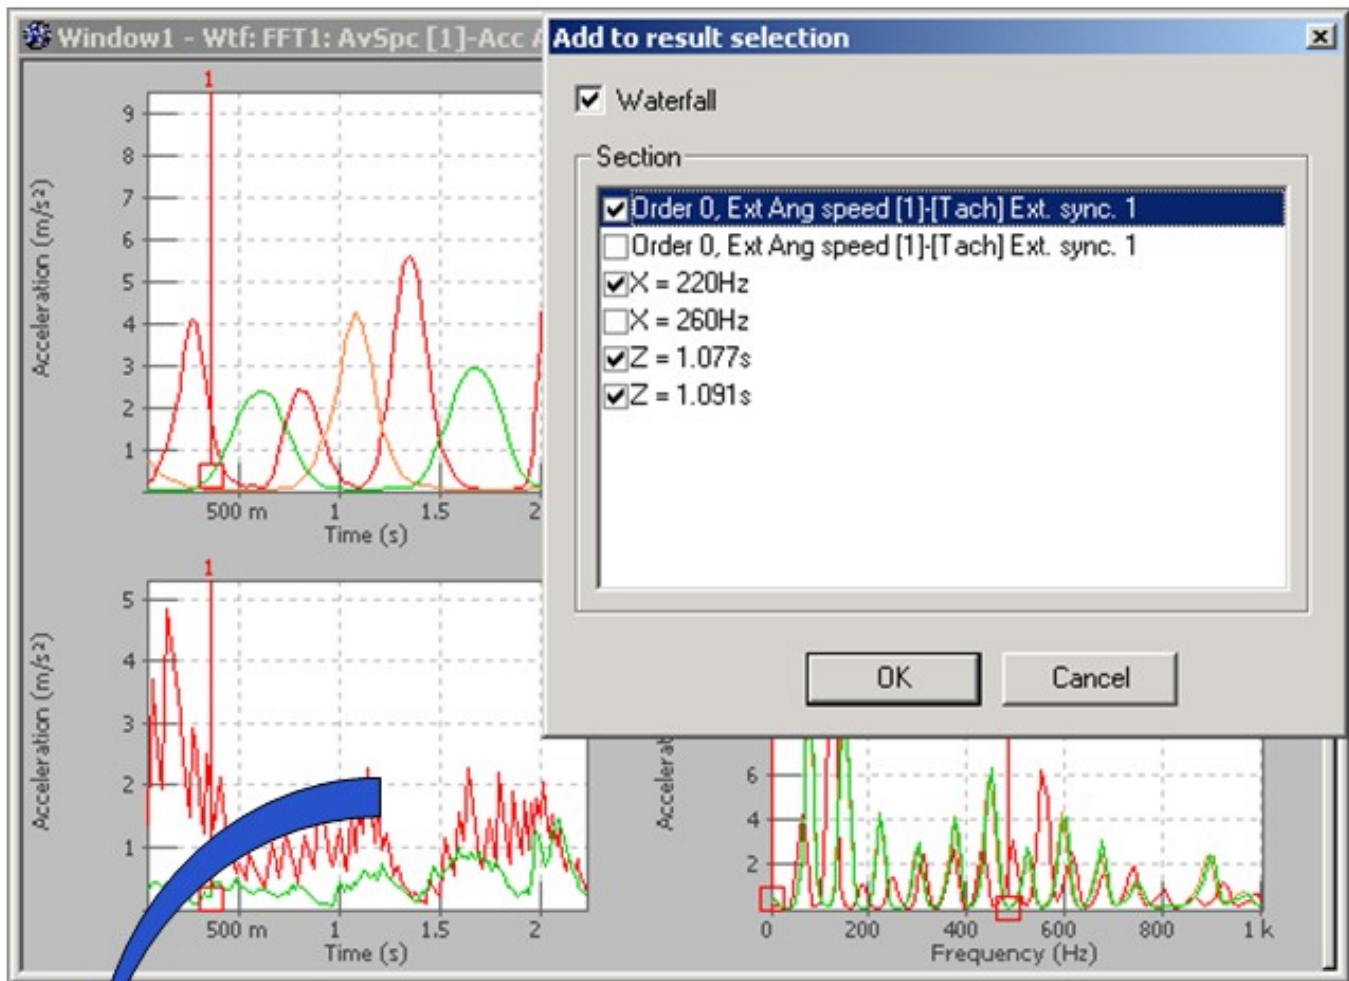 Window1 - Wtf: FFT1: AvSpc [1]-Acc
Add to result selection
Waterfall
Section
Order 0, Ext Ang speed [1]-[Tach] Ext. sync. 1
Order 0, Ext Ang speed [1]-[Tach] Ext. sync. 1
X = 220Hz
X = 260Hz
Z = 1.077s
Z = 1.091s
OK Cancel
1
9
8
7
6
5
4
3
2
1
Acceleration (m/s²)
500 m 1 1.5 2
Time (s)
1
5
4
3
2
1
Acceleration (m/s²)
500 m 1 1.5 2
Time (s)
6
4
2
0 200 400 600 800 1 k
Frequency (Hz)